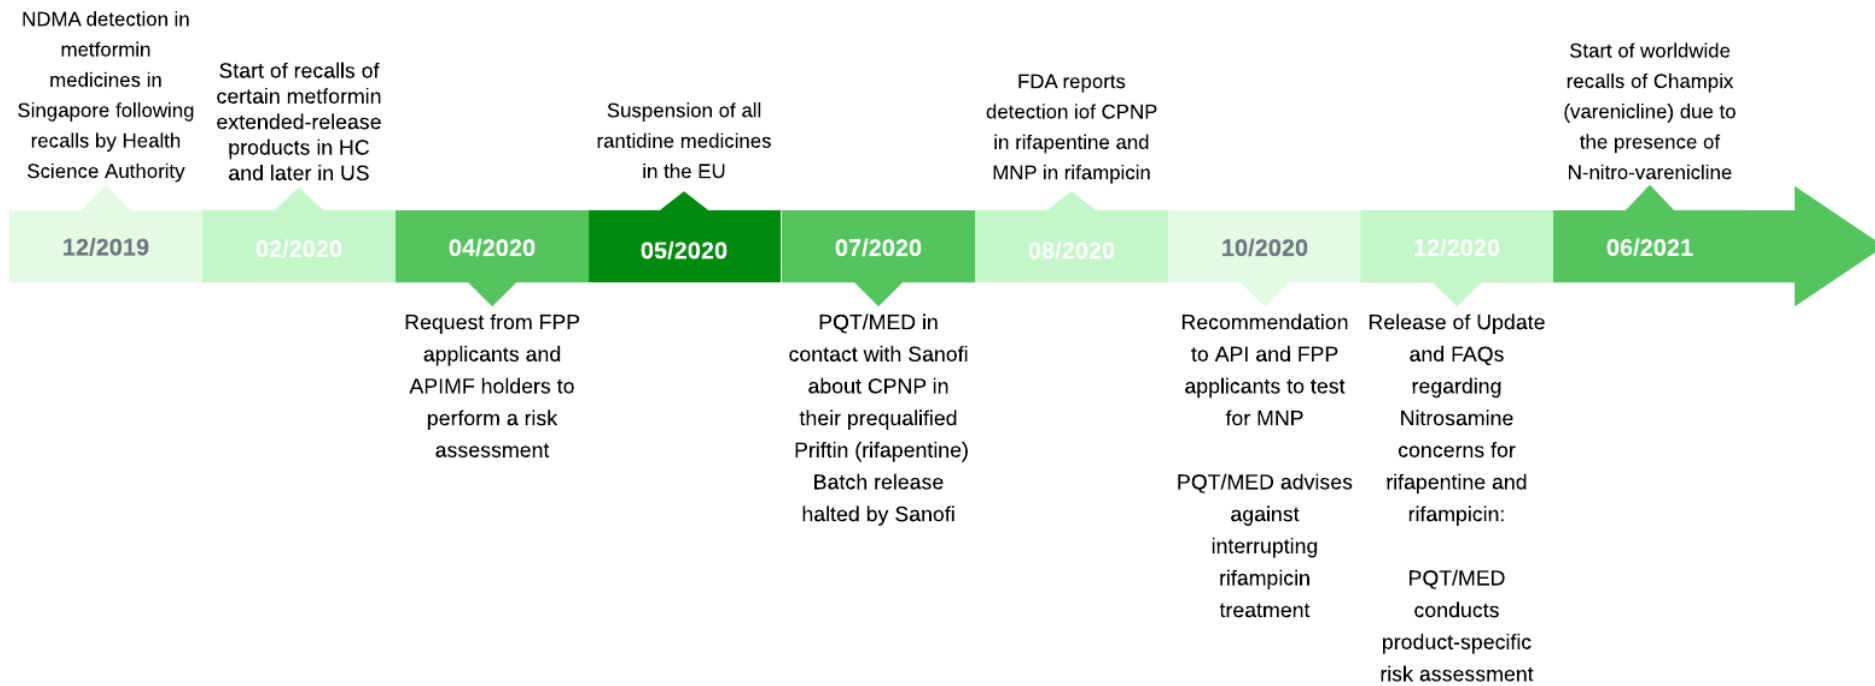 NDMA detection in
metformin
medicines in
Singapore following
recalls by Health
Science Authority
Start of recalls of
certain metformin
extended-release
products in HC
and later in US
Suspension of all
rantidine medicines
in the EU
FDA reports
detection iof CPNP
in rifapentine and
MNP in rifampicin
Start of worldwide
recalls of Champix
(varenicline) due to
the presence of
N-nitro-varenicline
12/2019
02/2020
04/2020
05/2020
07/2020
08/2020
10/2020
12/2020
06/2021
Request from FPP
applicants and
APIMF holders to
perform a risk
assessment
PQT/MED in
contact with Sanofi
about CPNP in
their prequalified
Priftin (rifapentine)
Batch release
halted by Sanofi
Recommendation
to API and FPP
applicants to test
for MNP
PQT/MED advises
against
interrupting
rifampicin
treatment
Release of Update
and FAQs
regarding
Nitrosamine
concerns for
rifapentine and
rifampicin:
PQT/MED
conducts
product-specific
risk assessment